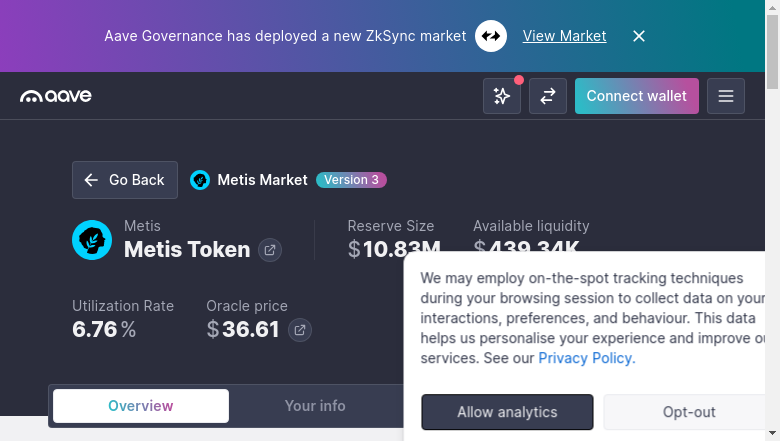 Aave Governance has deployed a new ZkSync market View Market
aave
Connect wallet
Go Back
Metis Market Version 3
Metis
Metis Token
Reserve Size
$10.83M
Available liquidity
$439.34K
Utilization Rate
6.76%
Oracle price
$36.61
We may employ on-the-spot tracking techniques
during your browsing session to collect data on your
interactions, preferences, and behaviour. This data
helps us personalise your experience and improve
services. See our Privacy Policy.
Allow analytics
Opt-out
Overview
Your info